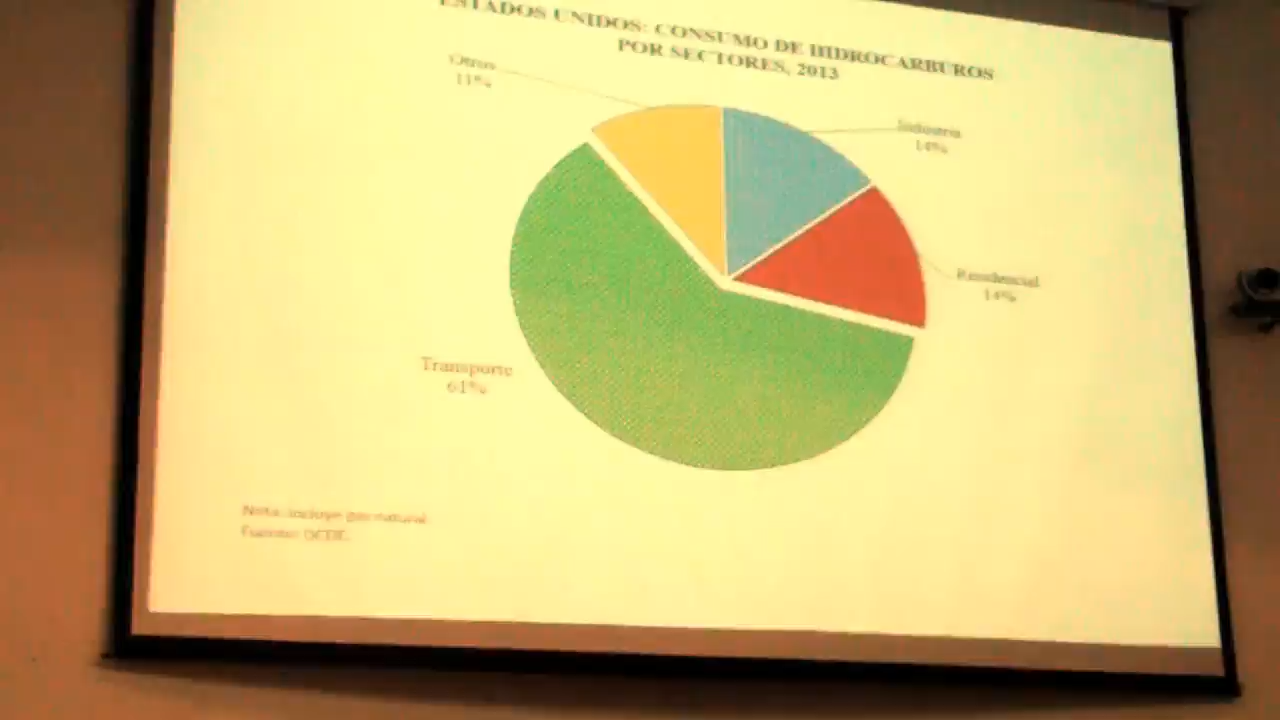 ESTADOS UNIDOS: CONSUMO DE HIDROCARBUROS
POR SECTORES, 2013
Otros
11%
Industria
14%
Residencial
14%
Transporte
61%
Nota: Incluye gas natural.
Fuente: OCDE.